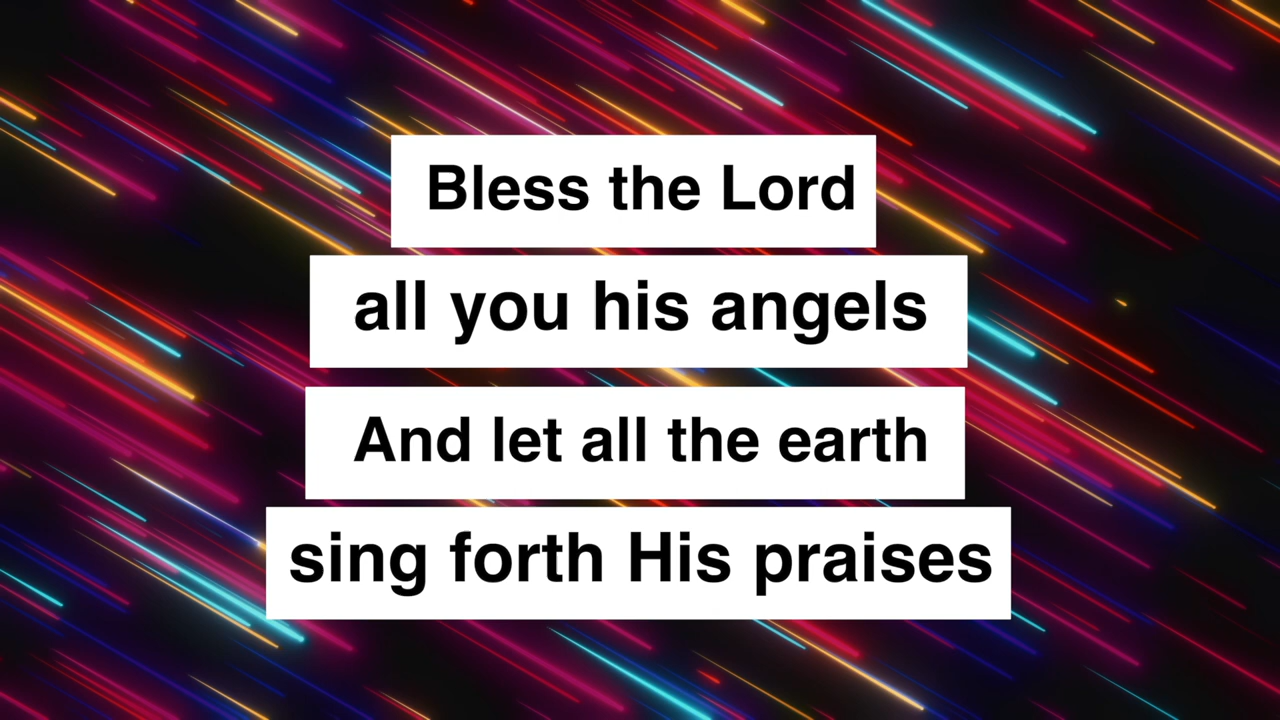 Bless the Lord
all you his angels
And let all the earth
sing forth His praises